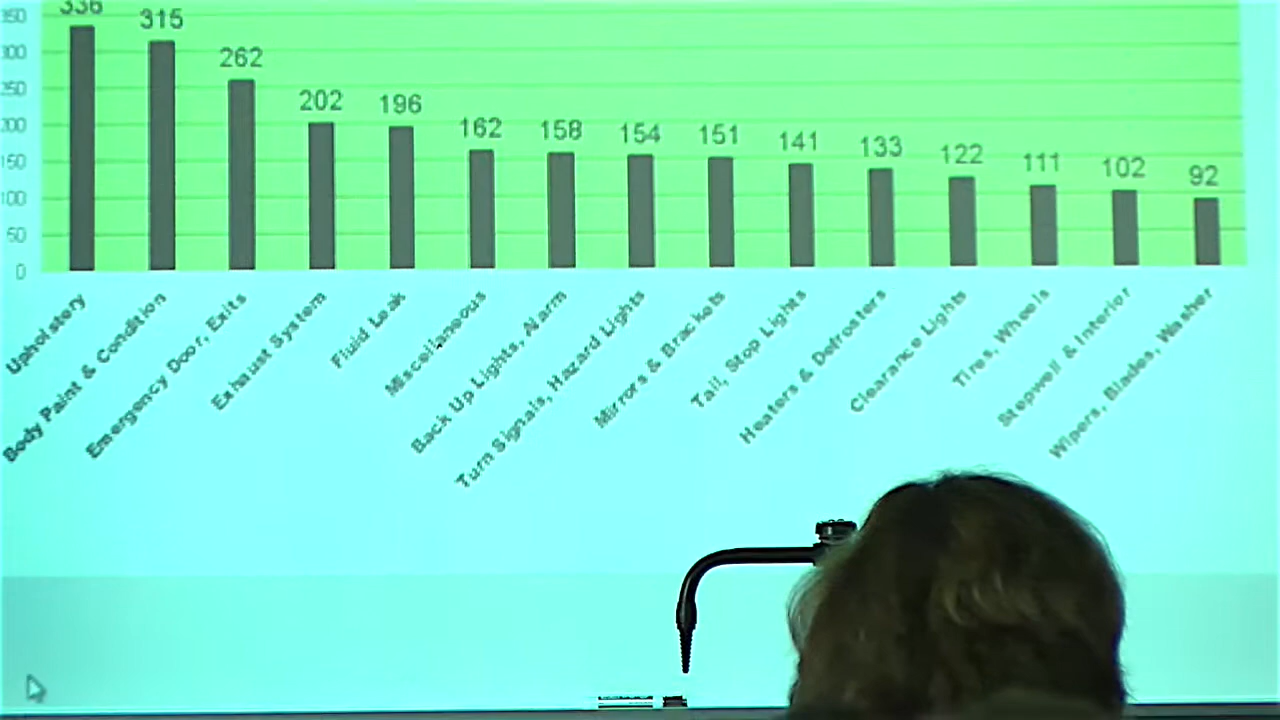 336
315
262
202
196
162
158
154
151
141
133
122
111
102
92
350
300
250
200
150
100
50
0
Upholstery
Body Paint & Condition
Emergency Door, Exits
Exhaust System
Fluid Leak
Miscellaneous
Back Up Lights, Alarm
Turn Signals, Hazard Lights
Mirrors & Brackets
Tail, Stop Lights
Heaters & Defrosters
Clearance Lights
Tires, Wheels
Stepwell & Interior
Wipers, Blades, Washer